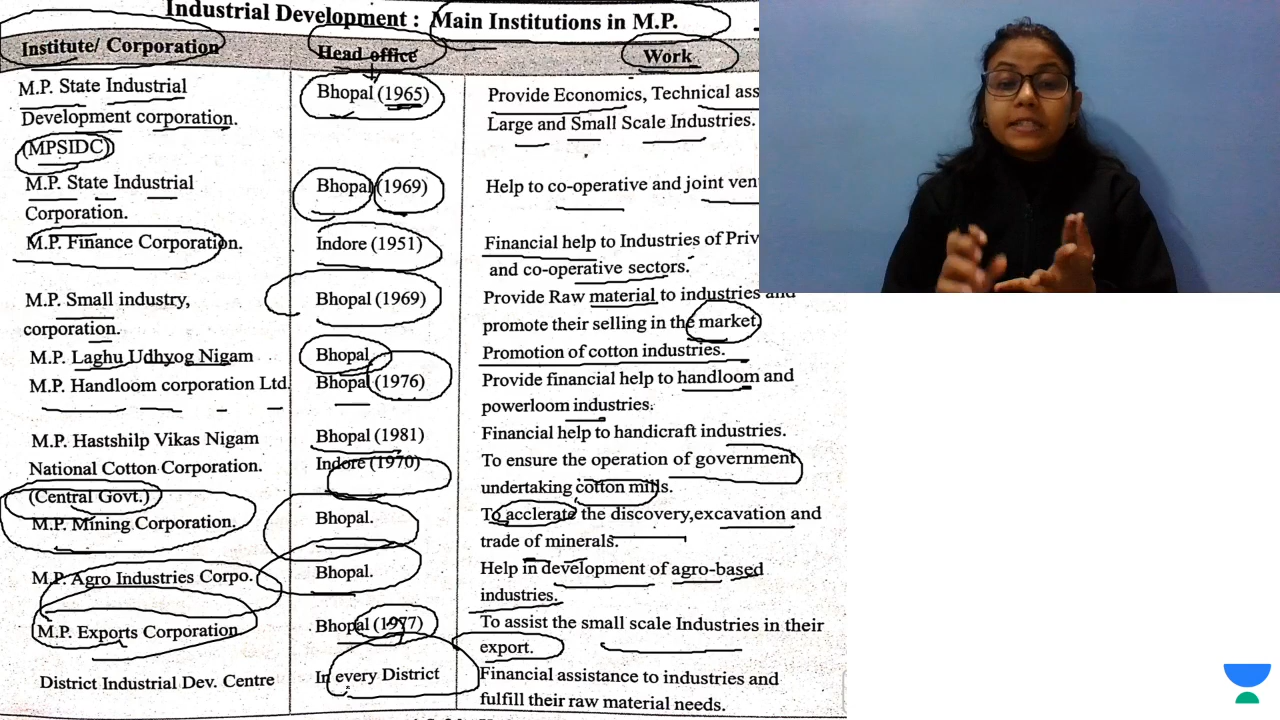 Industrial Development : Main Institutions in M.P.
Institute/ Corporation Head office Work
M.P. State Industrial Bhopal (1965) Provide Economics, Technical
Development corporation. Large and Small Scale Industries.
(MPSIDC)
M.P. State Industrial Bhopal (1969) Help to co-operative and joint
Corporation.
M.P. Finance Corporation. Indore (1951) Financial help to Industries of
and co-operative sectors.
M.P. Small industry, Bhopal (1969) Provide Raw material to industries and
corporation. promote their selling in the market
M.P. Laghu Udhyog Nigam Bhopal Promotion of cotton industries.
M.P. Handloom corporation Ltd. Bhopal (1976) Provide financial help to handloom and
powerloom industries.
M.P. Hastshilp Vikas Nigam Bhopal (1981) Financial help to handicraft industries.
National Cotton Corporation. Indore (1970) To ensure the operation of government
(Central Govt.) undertaking cotton mills.
M.P. Mining Corporation. Bhopal. To acclerate the discovery,excavation and
trade of minerals.
M.P. Agro Industries Corpo. Bhopal. Help in development of agro-based
industries.
M.P. Exports Corporation Bhopal (1977) To assist the small scale Industries in their
export.
District Industrial Dev. Centre In every District Financial assistance to industries and
fulfill their raw material needs.